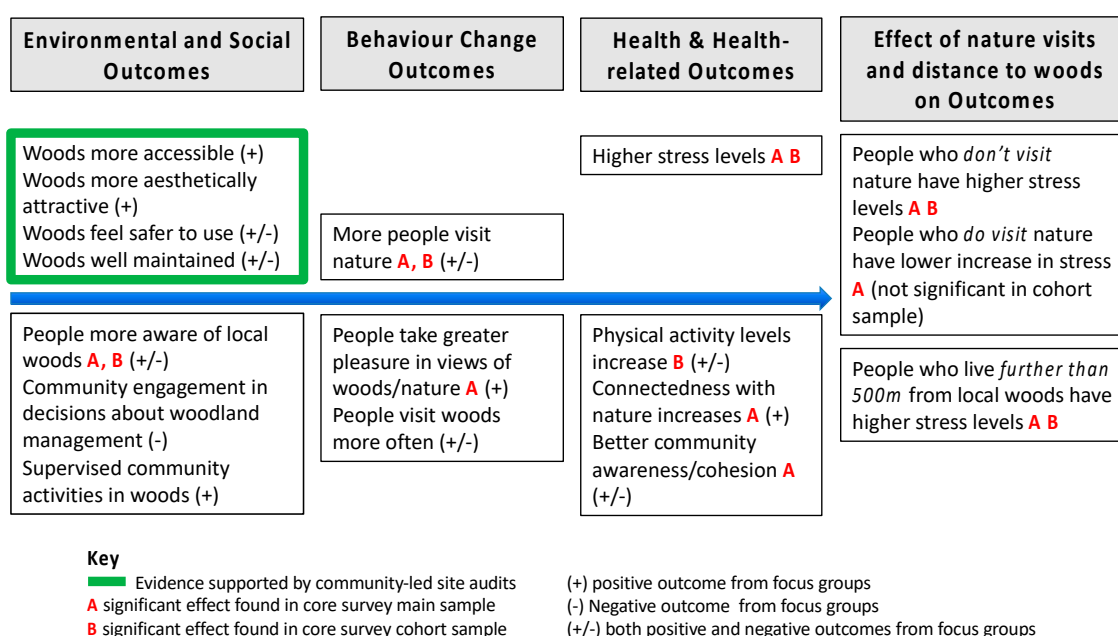 Environmental and Social
Outcomes
Behaviour Change
Outcomes
Health & Health-
related Outcomes
Effect of nature visits
and distance to woods
on Outcomes
Woods more accessible (+)
Woods more aesthetically
attractive (+)
Woods feel safer to use (+/-)
Woods well maintained (+/-)
More people visit
nature A, B (+/-)
Higher stress levels A B
People who don't visit
nature have higher stress
levels A B
People who do visit nature
have lower increase in stress
A (not significant in cohort
sample)
People more aware of local
woods A, B (+/-)
Community engagement in
decisions about woodland
management (-)
Supervised community
activities in woods (+)
People take greater
pleasure in views of
woods/nature A (+)
People visit woods
more often (+/-)
Physical activity levels
increase B (+/-)
Connectedness with
nature increases A (+)
Better community
awareness/cohesion A
(+/-)
People who live further than
500m from local woods have
higher stress levels A B
Key
Evidence supported by community-led site audits
A significant effect found in core survey main sample
B significant effect found in core survey cohort sample
(+) positive outcome from focus groups
(-) Negative outcome from focus groups
(+/-) both positive and negative outcomes from focus groups